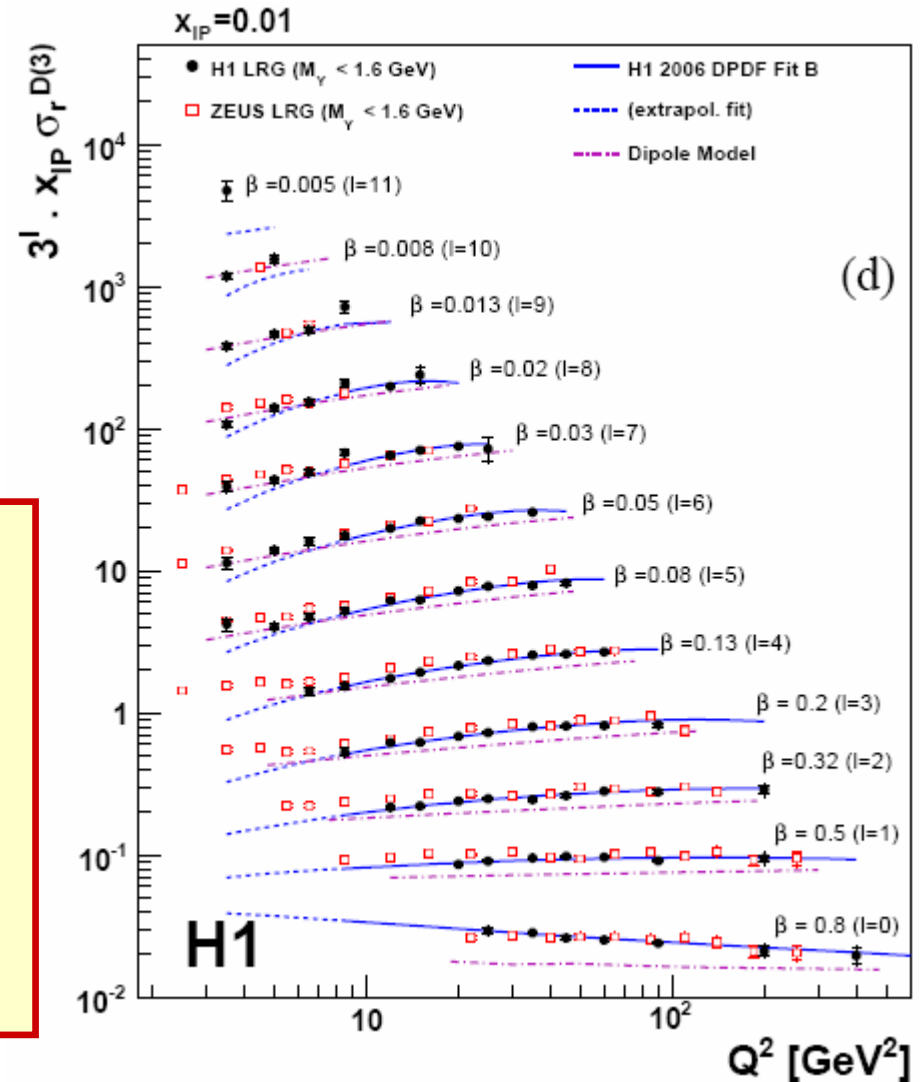 x_IP=0.01
3^l · x_IP σ_r^D(3)
H1 LRG (M_Y < 1.6 GeV)
ZEUS LRG (M_Y < 1.6 GeV)
H1 2006 DPDF Fit B
(extrapol. fit)
Dipole Model
(d)
β =0.005 (l=11)
β =0.008 (l=10)
β =0.013 (l=9)
β =0.02 (l=8)
β =0.03 (l=7)
β =0.05 (l=6)
β =0.08 (l=5)
β =0.13 (l=4)
β = 0.2 (l=3)
β =0.32 (l=2)
β = 0.5 (l=1)
β = 0.8 (l=0)
10^4
10^3
10^2
10
1
10^-1
10^-2
H1
10
10^2
Q^2 [GeV^2]